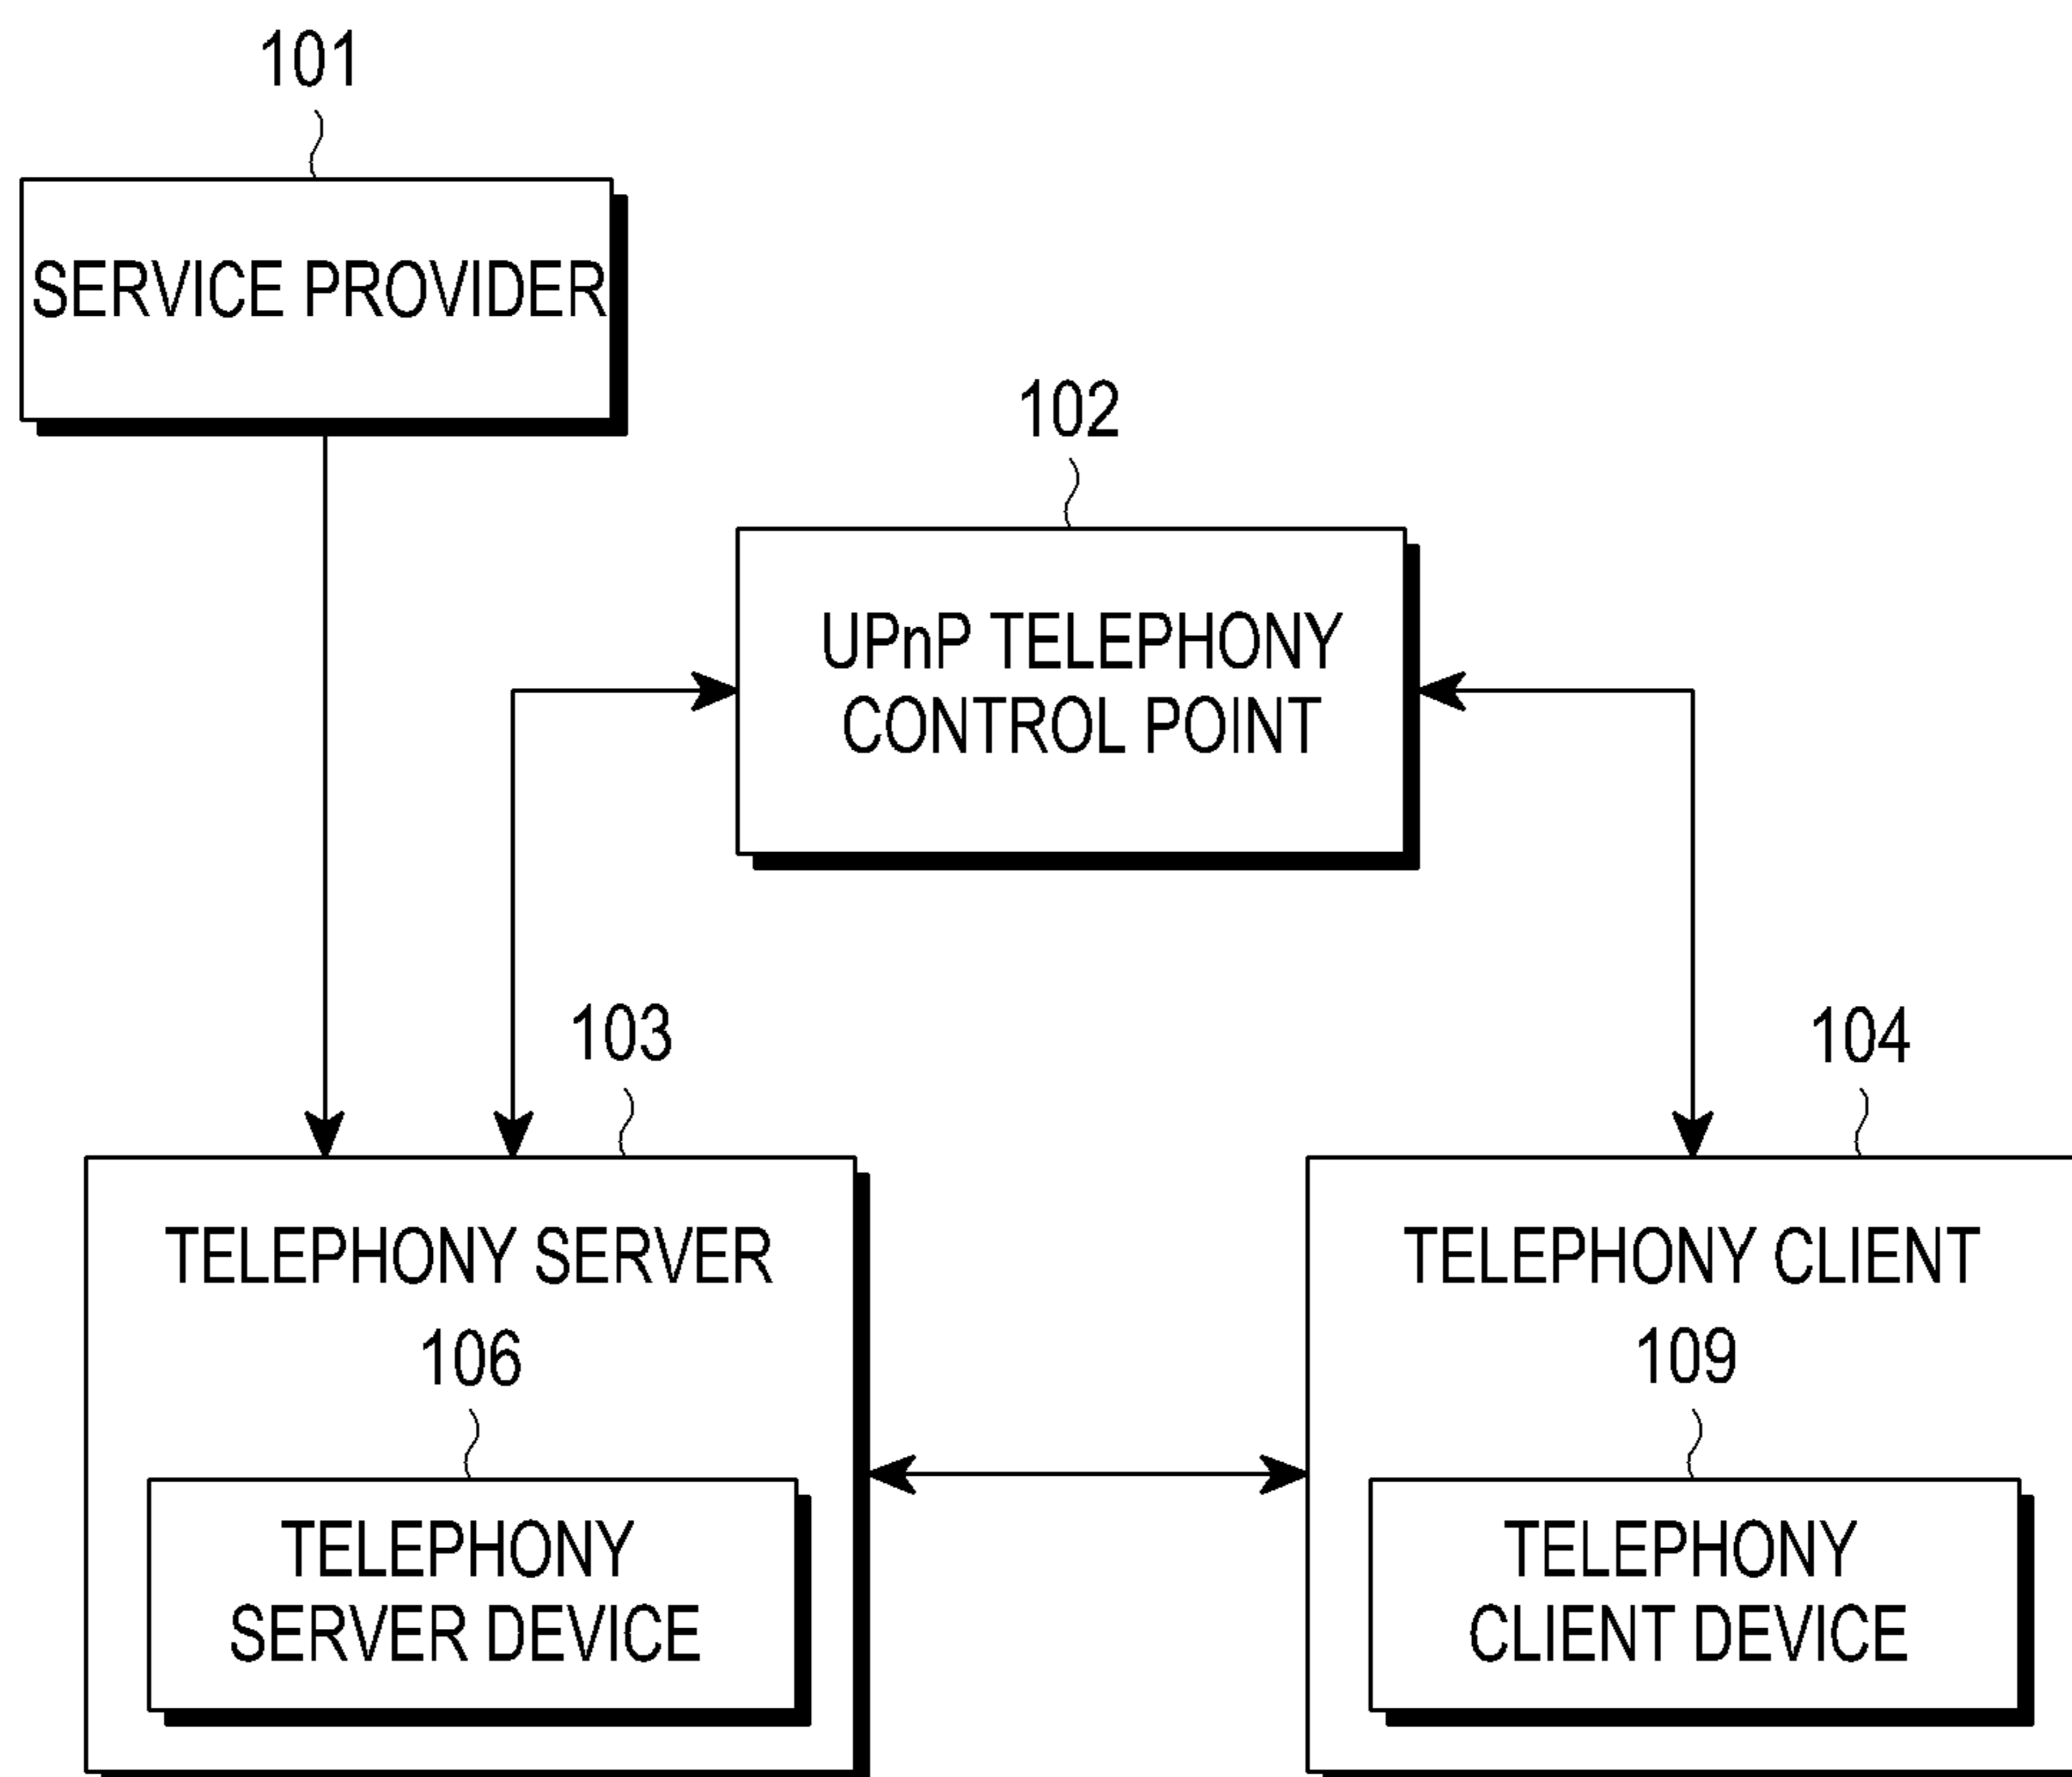 101
SERVICE PROVIDER
102
UPnP TELEPHONY
CONTROL POINT
103
TELEPHONY SERVER
106
TELEPHONY
SERVER DEVICE
104
TELEPHONY CLIENT
109
TELEPHONY
CLIENT DEVICE